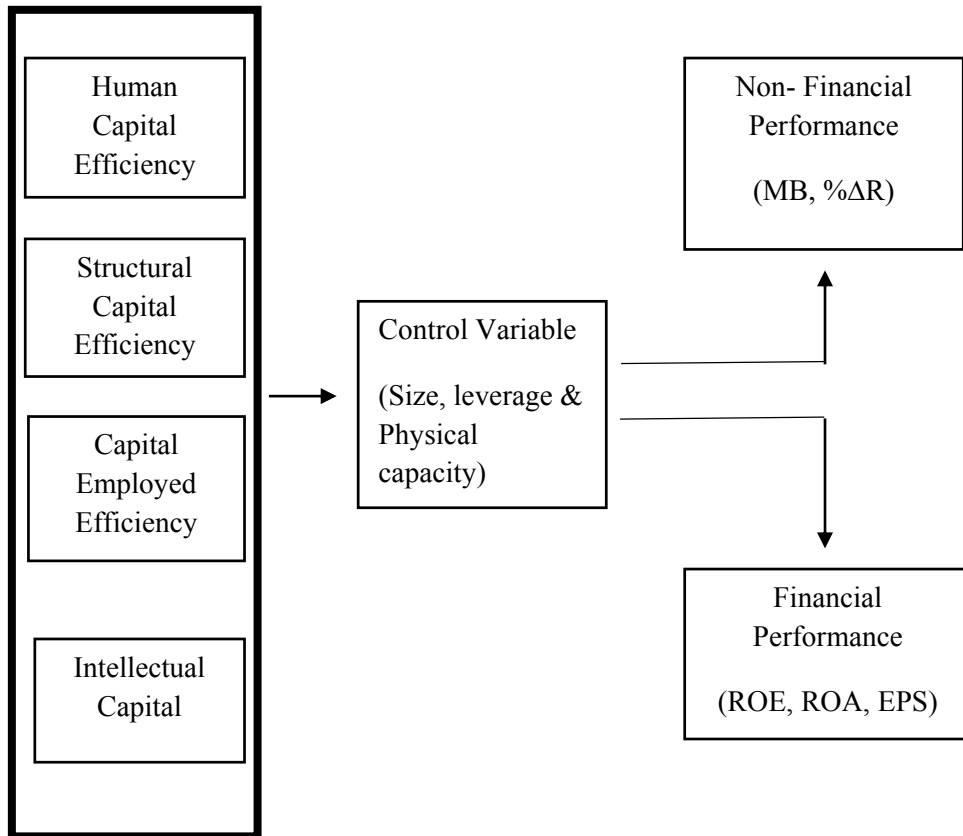 Human
Capital
Efficiency
Structural
Capital
Efficiency
Capital
Employed
Efficiency
Intellectual
Capital
Control Variable
(Size, leverage &
Physical
capacity)
Non- Financial
Performance
(MB, %ΔR)
Financial
Performance
(ROE, ROA, EPS)